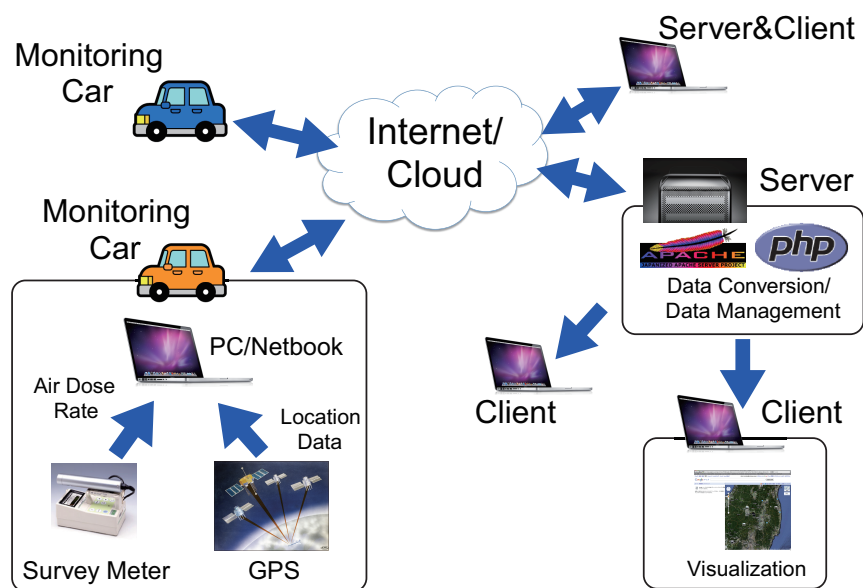 Server&Client
Monitoring
Car
Internet/
Cloud
Server
Monitoring
Car
APACHE
php
Data Conversion/
Data Management
PC/Netbook
Air Dose
Rate
Location
Data
Client
Client
Survey Meter
GPS
Visualization